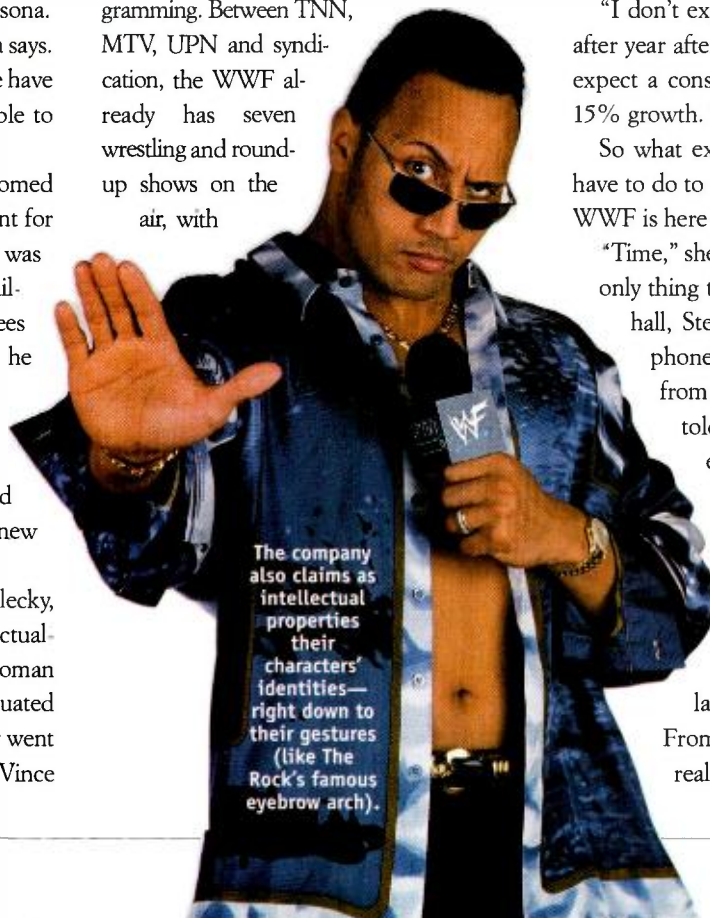 sona.
says.
e have
ble to
omed
nt for
was
il-
ees
he
d
new
lecky,
ctual-
oman
uated
went
Vince
gramming. Between TNN,
MTV, UPN and syndi-
cation, the WWF al-
ready has seven
wrestling and round-
up shows on the
air, with
WF
The company
also claims as
intellectual
properties
their
characters'
identities—
right down to
their gestures
(like The
Rock's famous
eyebrow arch).
"I don't ex
after year afte
expect a cons
15% growth.
So what ex
have to do to
WWF is here
"Time," she
only thing t
hall, Ste
phone
from
tol
e
la
From
real